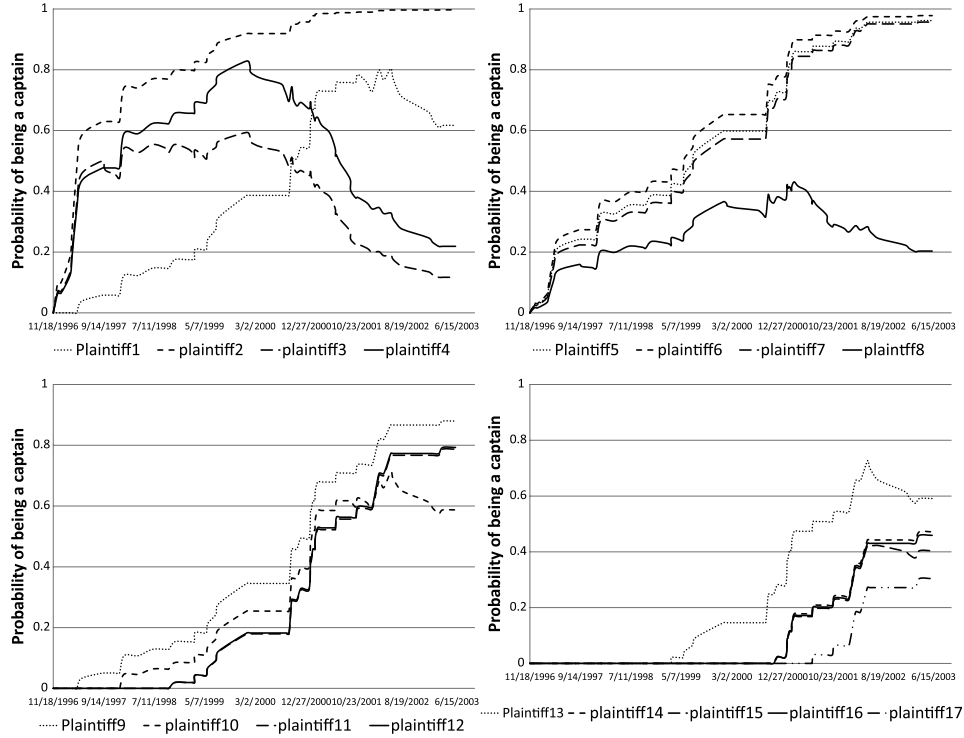 Probability of being a captain
1
0.8
0.6
0.4
0.2
0
11/18/1996 9/14/1997 7/11/1998 5/7/1999 3/2/2000 12/27/2000 10/23/2001 8/19/2002 6/15/2003
Plaintiff1 plaintiff2 plaintiff3 plaintiff4
Probability of being a captain
1
0.8
0.6
0.4
0.2
0
11/18/1996 9/14/1997 7/11/1998 5/7/1999 3/2/2000 12/27/2000 10/23/2001 8/19/2002 6/15/2003
Plaintiff5 plaintiff6 plaintiff7 plaintiff8
Probability of being a captain
1
0.8
0.6
0.4
0.2
0
11/18/1996 9/14/1997 7/11/1998 5/7/1999 3/2/2000 12/27/2000 10/23/2001 8/19/2002 6/15/2003
Plaintiff9 plaintiff10 plaintiff11 plaintiff12
Probability of being a captain
1
0.8
0.6
0.4
0.2
0
11/18/1996 9/14/1997 7/11/1998 5/7/1999 3/2/2000 12/27/2000 10/23/2001 8/19/2002 6/15/2003
Plaintiff13 plaintiff14 plaintiff15 plaintiff16 plaintiff17